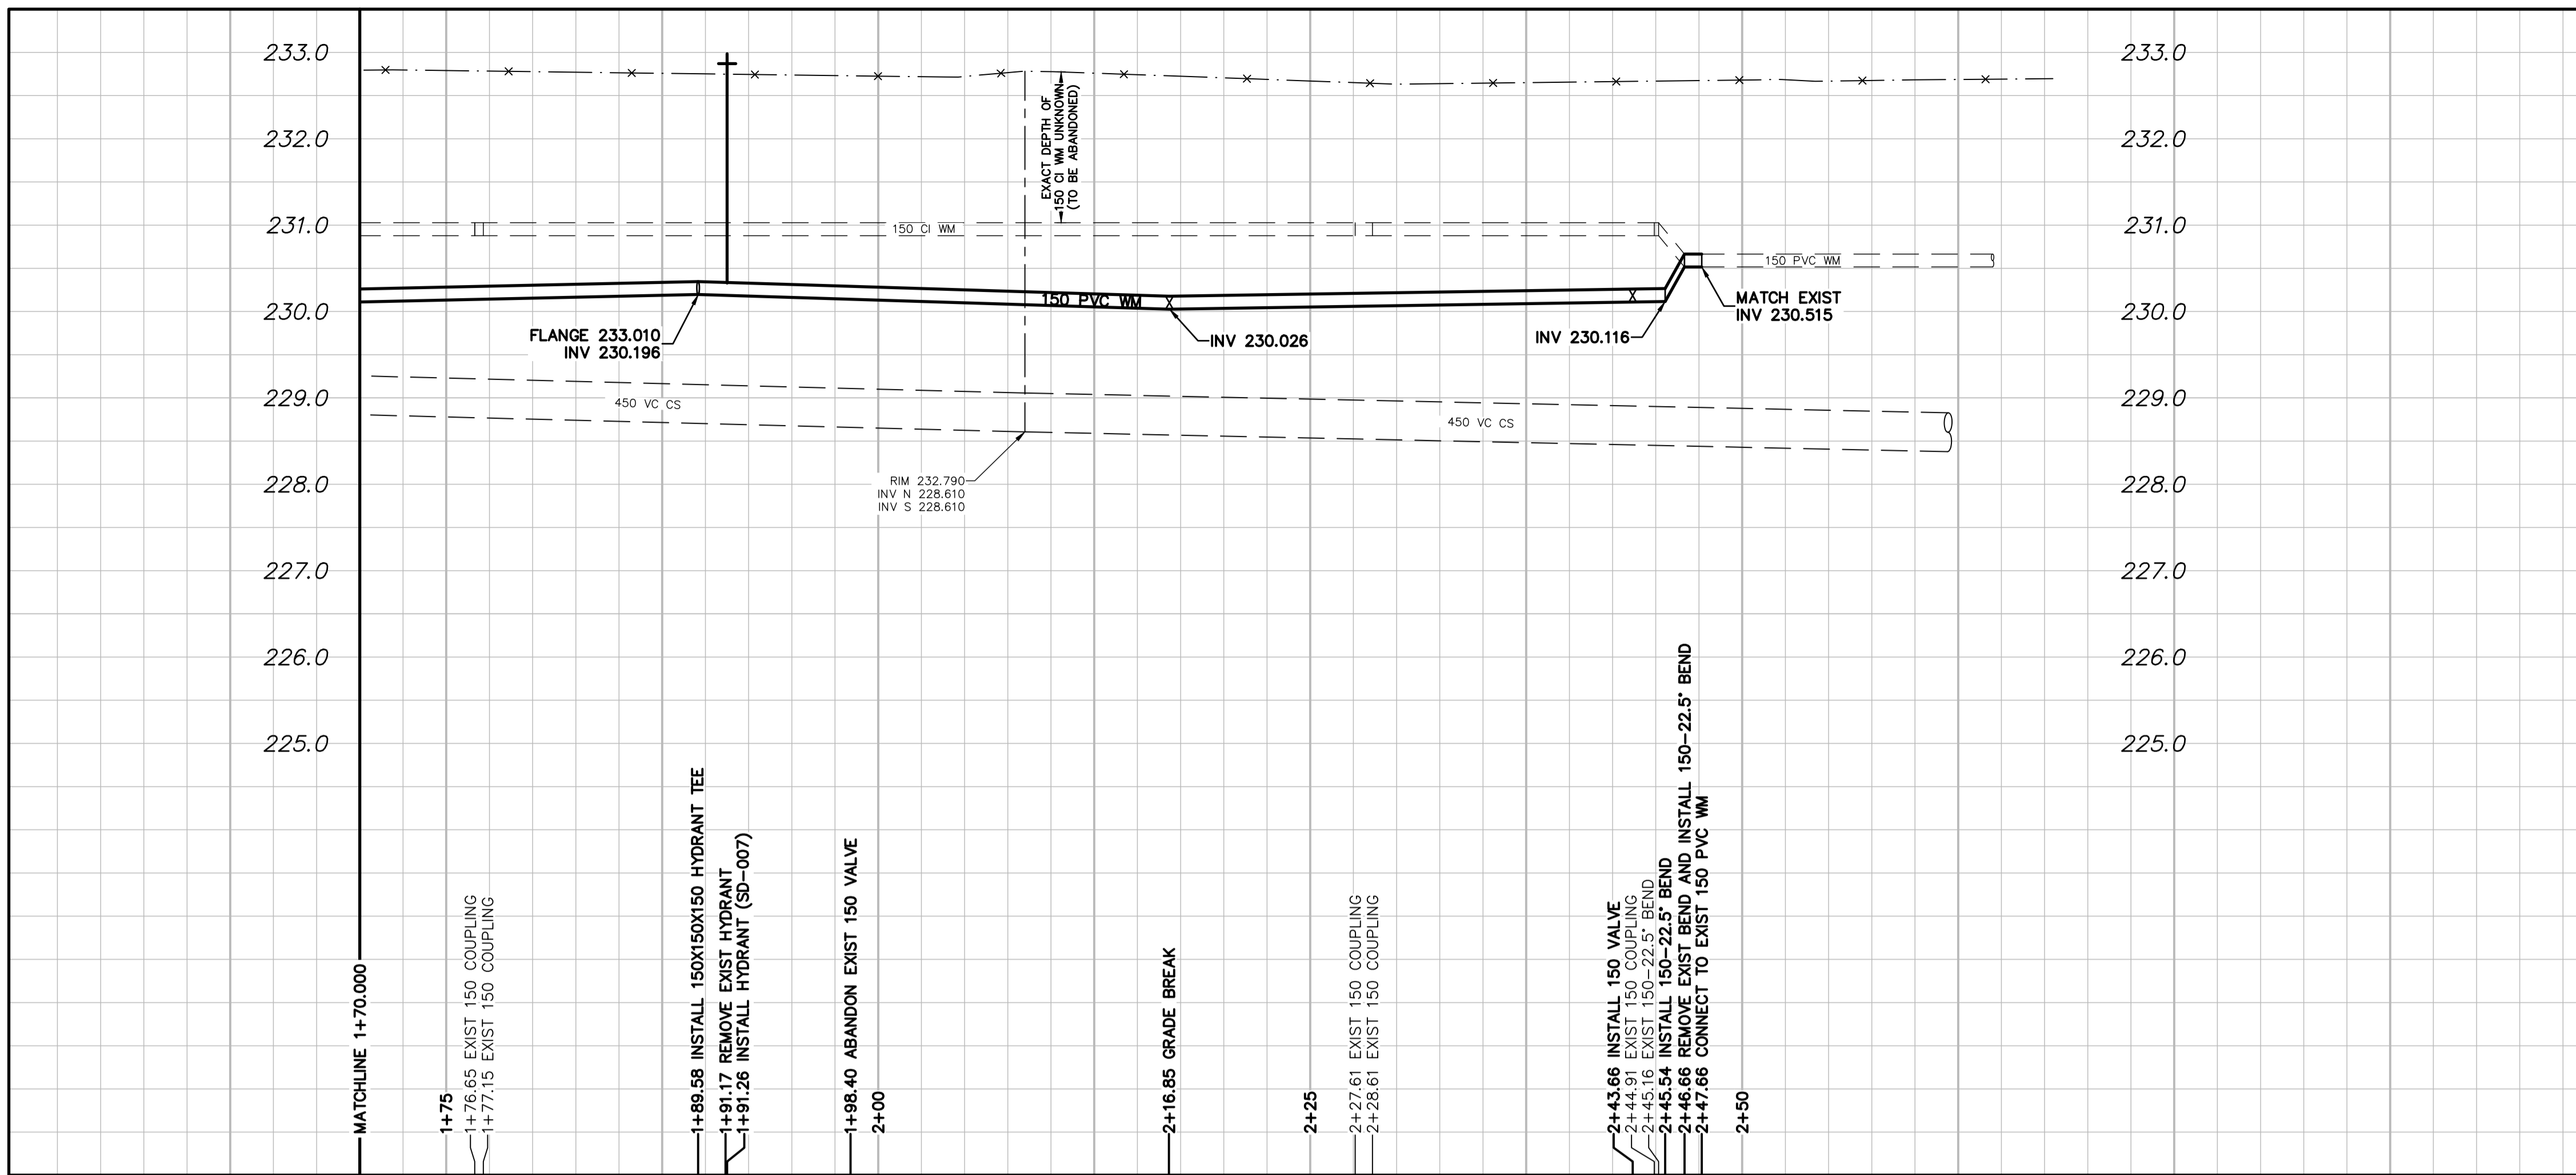 233.0
232.0
231.0
230.0
229.0
228.0
227.0
226.0
225.0
233.0
232.0
231.0
230.0
229.0
228.0
227.0
226.0
225.0
EXACT DEPTH OF
150 CI WM UNKNOWN
(TO BE ABANDONED)
150 CI WM
150 PVC WM
150 PVC WM
MATCH EXIST
INV 230.515
FLANGE 233.010
INV 230.196
INV 230.026
INV 230.116
450 VC CS
450 VC CS
RIM 232.790
INV N 228.610
INV S 228.610
MATCHLINE 1+70.000
1+75
1+76.65 EXIST 150 COUPLING
1+77.15 EXIST 150 COUPLING
1+89.58 INSTALL 150X150X150 HYDRANT TEE
1+91.17 REMOVE EXIST HYDRANT
1+91.26 INSTALL HYDRANT (SD-007)
1+98.40 ABANDON EXIST 150 VALVE
2+00
2+16.85 GRADE BREAK
2+25
2+27.61 EXIST 150 COUPLING
2+28.61 EXIST 150 COUPLING
2+43.66 INSTALL 150 VALVE
2+44.91 EXIST 150 COUPLING
2+45.16 EXIST 150-22.5° BEND
2+45.54 INSTALL 150-22.5° BEND
2+46.66 REMOVE EXIST BEND AND INSTALL 150-22.5° BEND
2+47.66 CONNECT TO EXIST 150 PVC WM
2+50